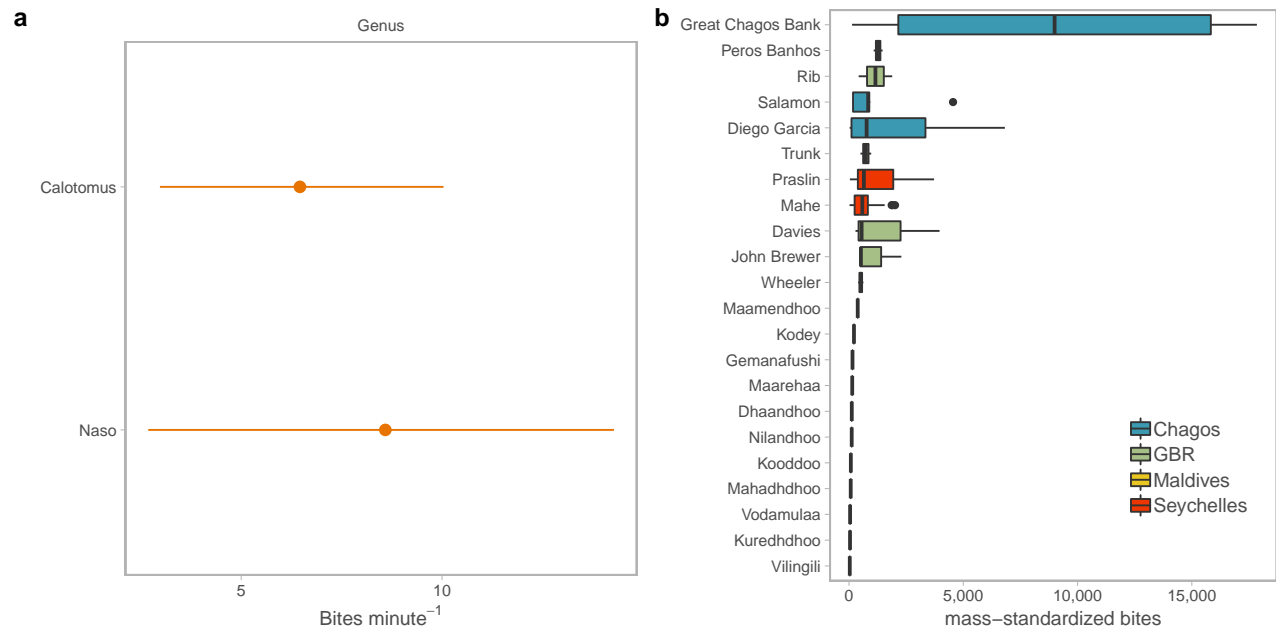 a
Genus
Calotomus
Naso
5
10
Bites minute⁻¹
b
Great Chagos Bank
Peros Banhos
Rib
Salamon
Diego Garcia
Trunk
Praslin
Mahe
Davies
John Brewer
Wheeler
Maamendhoo
Kodey
Gemanafushi
Maarehaa
Dhaandhoo
Nilandhoo
Kooddoo
Mahadhdhoo
Vodamulaa
Kuredhdhoo
Vilingili
Chagos
GBR
Maldives
Seychelles
0
5,000
10,000
15,000
mass−standardized bites